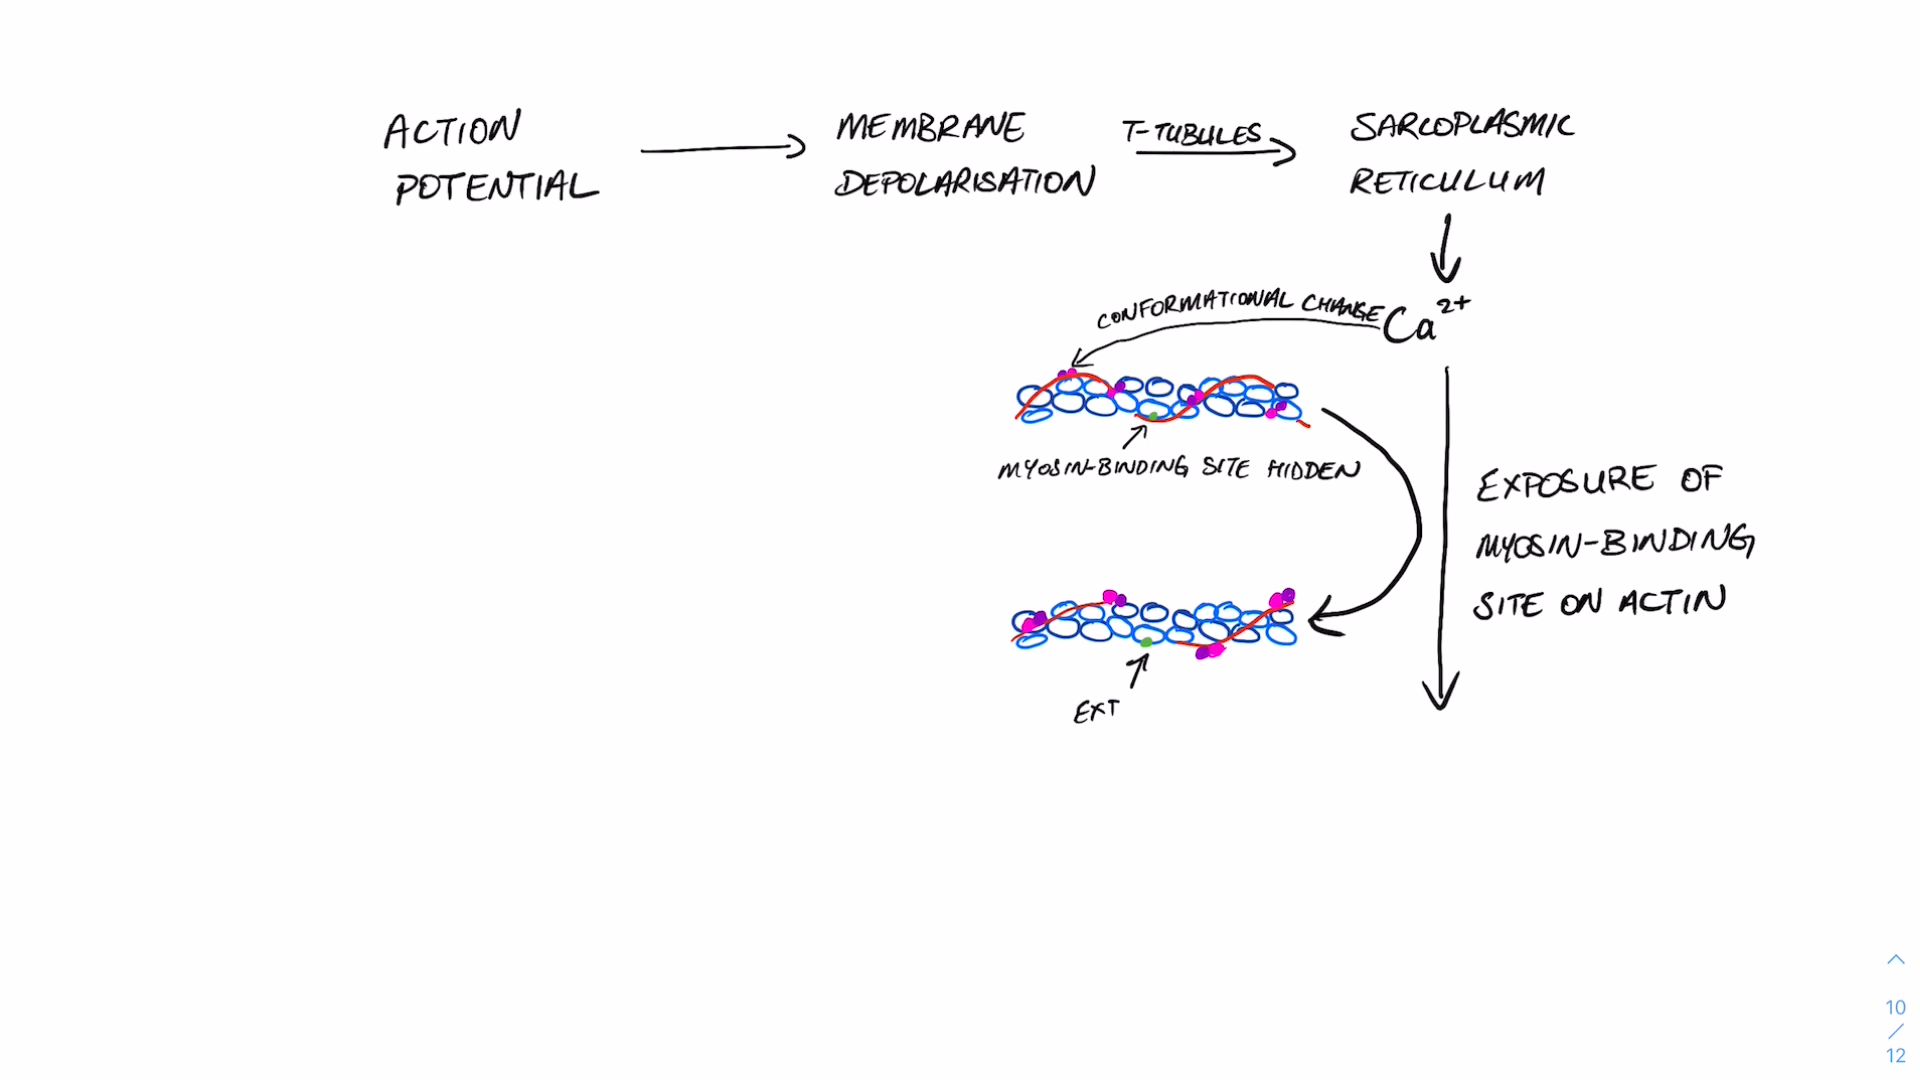 ACTION
POTENTIAL
MEMBRANE
DEPOLARISATION
T-TUBULES
SARCOPLASMIC
RETICULUM
CONFORMATIONAL CHANGE
Ca²⁺
MYOSIN-BINDING SITE HIDDEN
EXPOSURE OF
MYOSIN-BINDING
SITE ON ACTIN
EXT
10
/
12